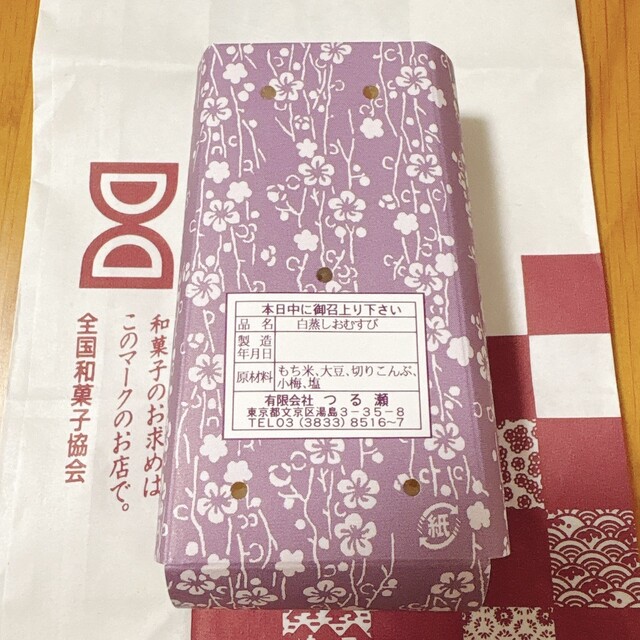 本日中に御召上り下さい
品名 白蒸しおむすび
製造
年月日
原材料 もち米、大豆、切りこんぶ、
小梅、塩
有限会社 つる瀬
東京都文京区湯島3-35-8
TEL03(3833)8516~7
紙
和菓子のお求めは
このマークのお店で。
全国和菓子協会